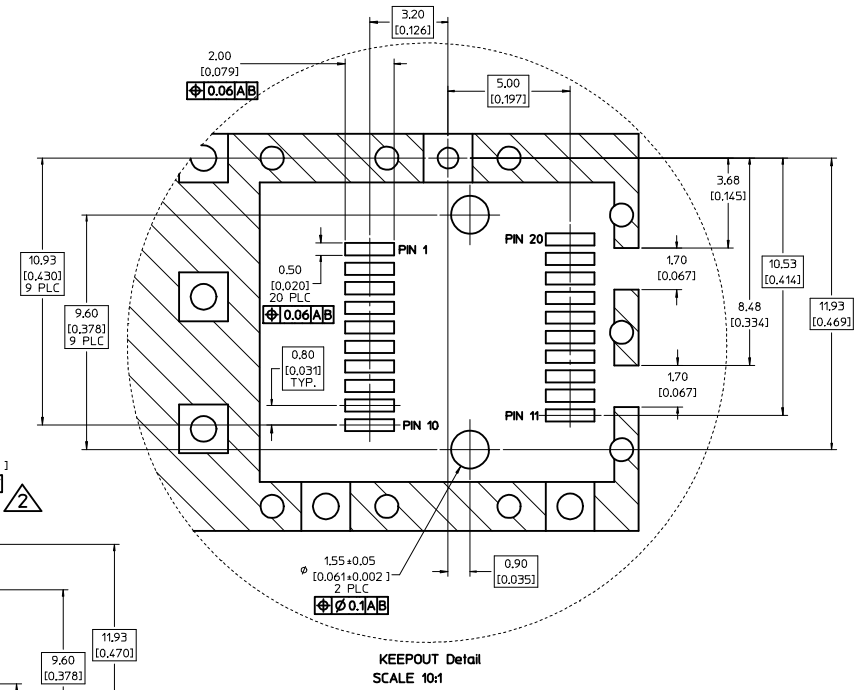 3.20
[0.126]
2.00
[0.079]
⌖ 0.06 A B
5.00
[0.197]
3.68
[0.145]
PIN 1
PIN 20
10.93
[0.430]
9 PLC
0.50
[0.020]
20 PLC
⌖ 0.06 A B
1.70
[0.067]
10.53
[0.414]
9.60
[0.378]
9 PLC
8.48
[0.334]
11.93
[0.469]
0.80
[0.031]
TYP.
1.70
[0.067]
PIN 10
PIN 11
]
2
⌀ 1.55±0.05
[0.061±0.002 ]
2 PLC
⌖ ⌀ 0.1 A B
0.90
[0.035]
11.93
[0.470]
9.60
[0.378]
KEEPOUT Detail
SCALE 10:1